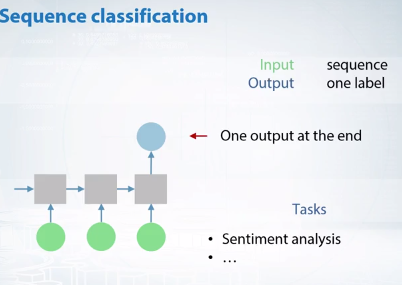 Sequence classification
Input sequence
Output one label
One output at the end
Tasks
• Sentiment analysis
• ...